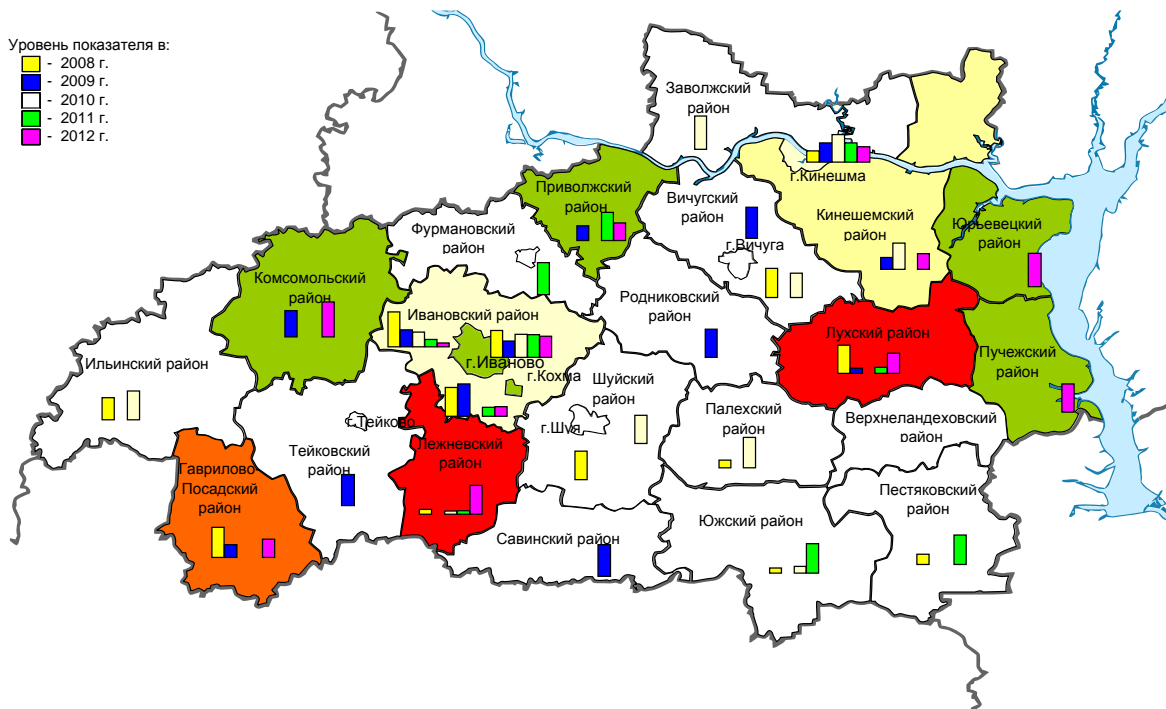 Уровень показателя в:
- 2008 г.
- 2009 г.
- 2010 г.
- 2011 г.
- 2012 г.
Заволжский
район
г.Кинешма
Приволжский
район
Вичугский
район
Кинешемский
район
Юрьевецкий
район
Фурмановский
район
г.Вичуга
Комсомольский
район
Родниковский
район
Ивановский район
г.Иваново
г.Кохма
Лухский район
Пучежский
район
Ильинский район
Шуйский
район
г.Шуя
Палехский
район
Верхнеландеховский
район
г.Тейково
Тейковский
район
Лежневский
район
Гаврилово
Посадский
район
Савинский район
Южский район
Пестяковский
район